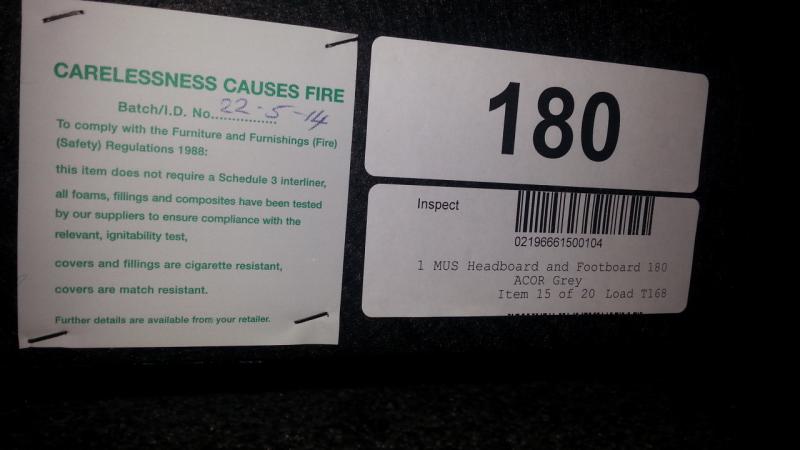 CARELESSNESS CAUSES FIRE
Batch/I.D. No. 22-5-14
To comply with the Furniture and Furnishings (Fire)
(Safety) Regulations 1988:
this item does not require a Schedule 3 interliner,
all foams, fillings and composites have been tested
by our suppliers to ensure compliance with the
relevant, ignitability test,
covers and fillings are cigarette resistant,
covers are match resistant.
Further details are available from your retailer.
180
Inspect
02196661500104
1 MUS Headboard and Footboard 180
ACOR Grey
Item 15 of 20 Load T168